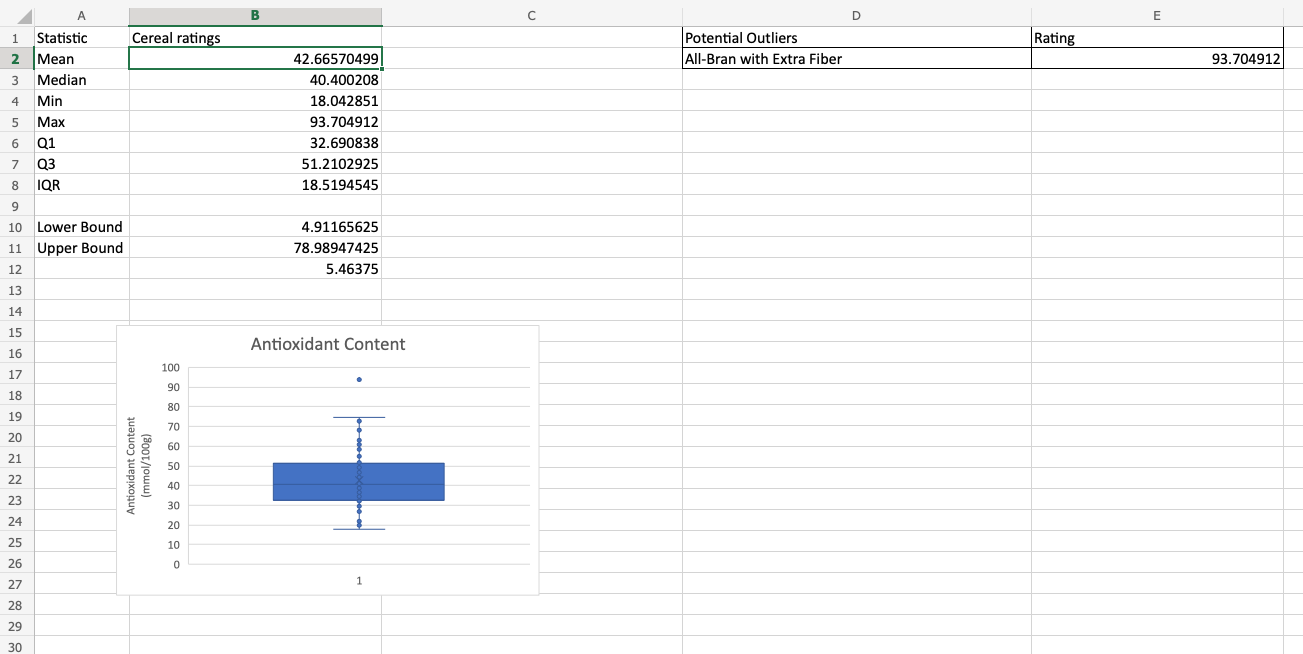 A B C D E
1 Statistic Cereal ratings Potential Outliers Rating
2 Mean 42.66570499 All-Bran with Extra Fiber 93.704912
3 Median 40.400208
4 Min 18.042851
5 Max 93.704912
6 Q1 32.690838
7 Q3 51.2102925
8 IQR 18.5194545
9
10 Lower Bound 4.91165625
11 Upper Bound 78.98947425
12 5.46375
13
14
15
16
17
18
19
20
21
22
23
24
25
26
27
28
29
30
Antioxidant Content
Antioxidant Content
(mmol/100g)
100
90
80
70
60
50
40
30
20
10
0
1